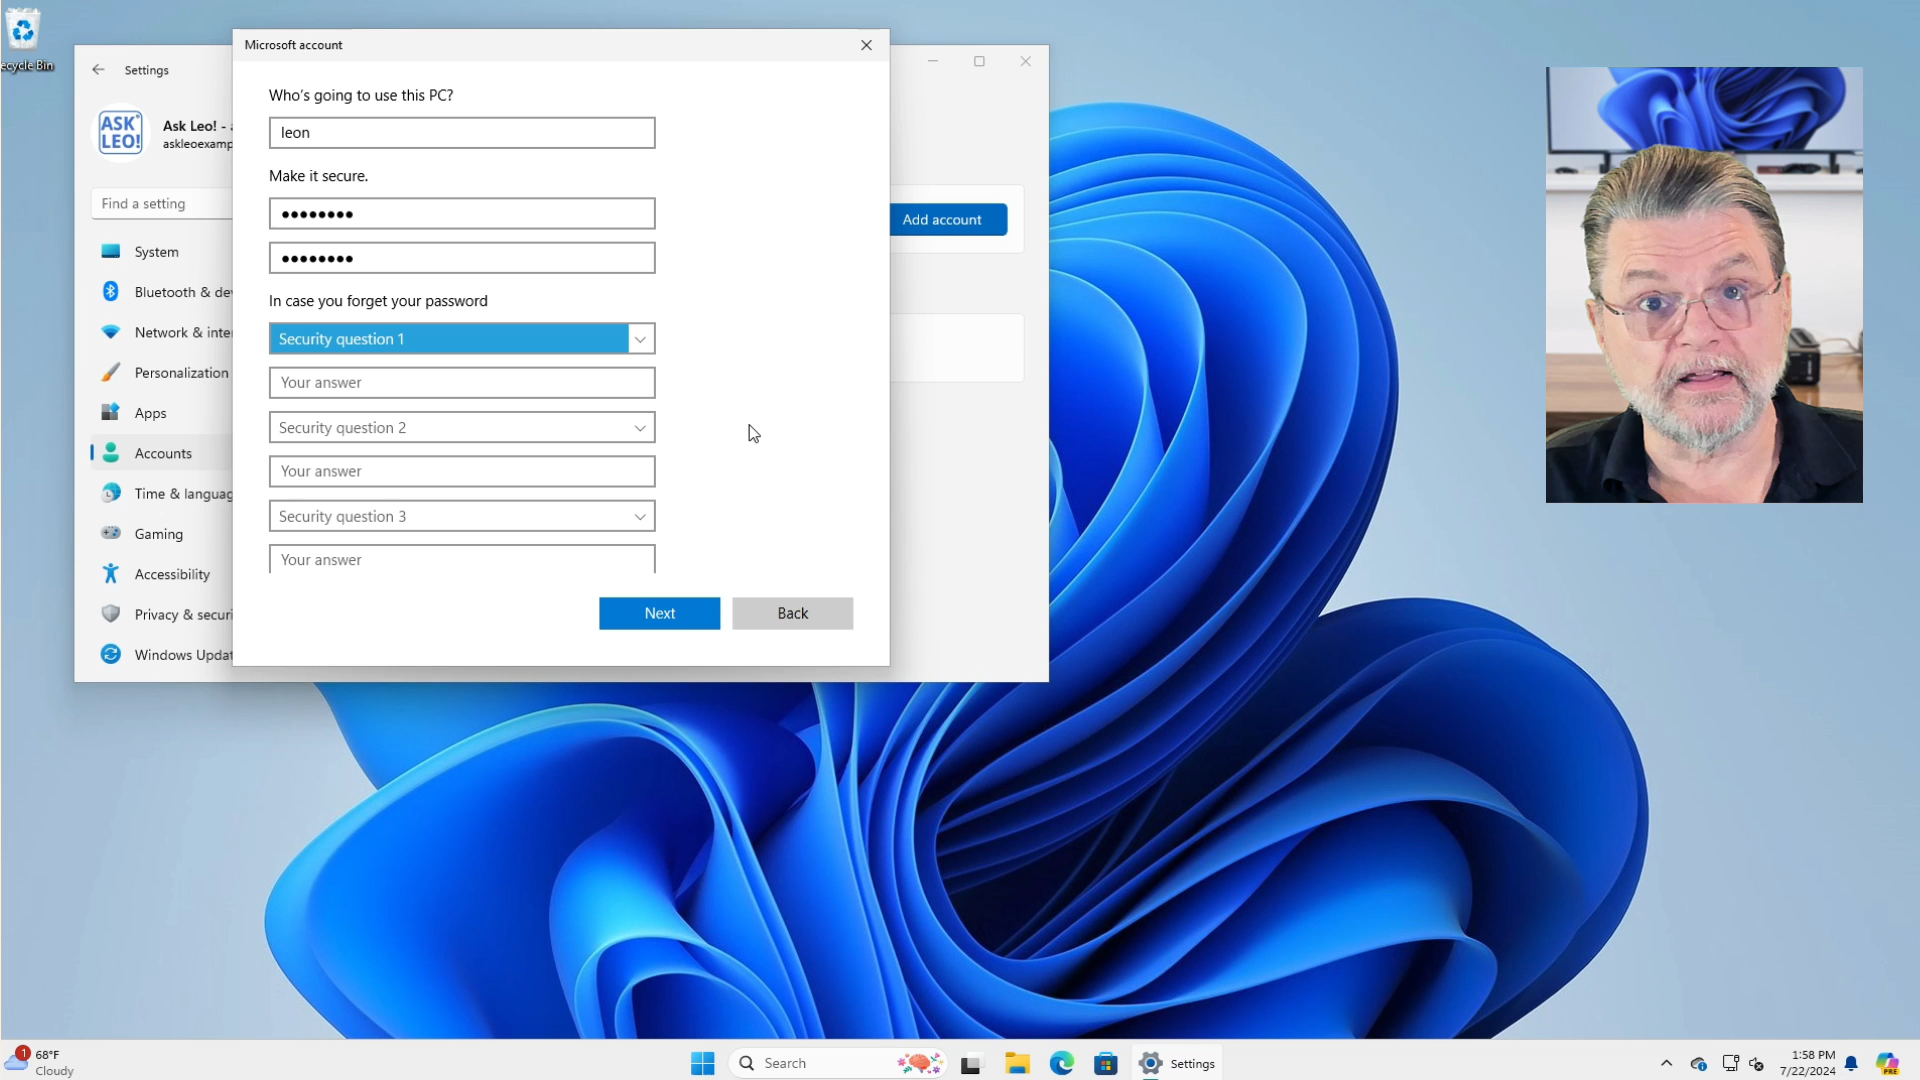 ecycle Bin
Microsoft account
Settings
ASK
LEO!
Ask Leo! -
askleoexamp
Find a setting
System
Bluetooth & de
Network & inte
Personalization
Apps
Accounts
Time & languag
Gaming
Accessibility
Privacy & securi
Windows Updat
Who's going to use this PC?
leon
Make it secure.
In case you forget your password
Security question 1
Your answer
Security question 2
Your answer
Security question 3
Your answer
Next
Back
Add account
1
68°F
Cloudy
Search
Settings
PRE
1:58 PM
7/22/2024